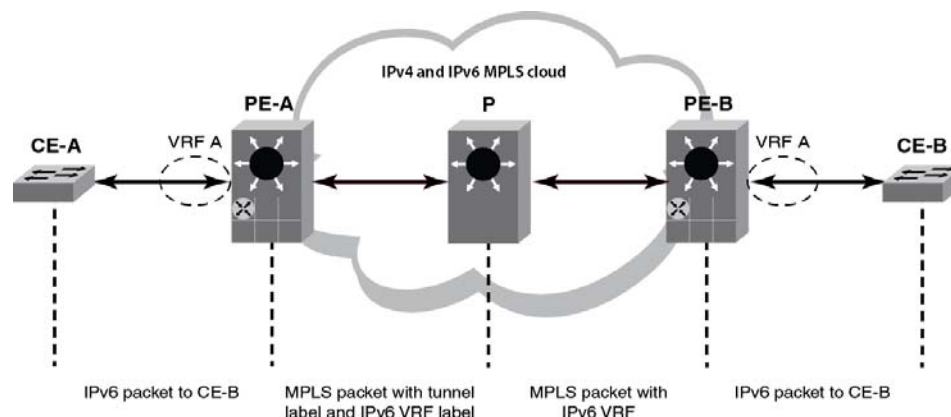 IPv4 and IPv6 MPLS cloud
PE-A
P
PE-B
CE-A
VRF A
VRF A
CE-B
IPv6 packet to CE-B
MPLS packet with tunnel
label and IPv6 VRF label
MPLS packet with
IPv6 VRF
IPv6 packet to CE-B